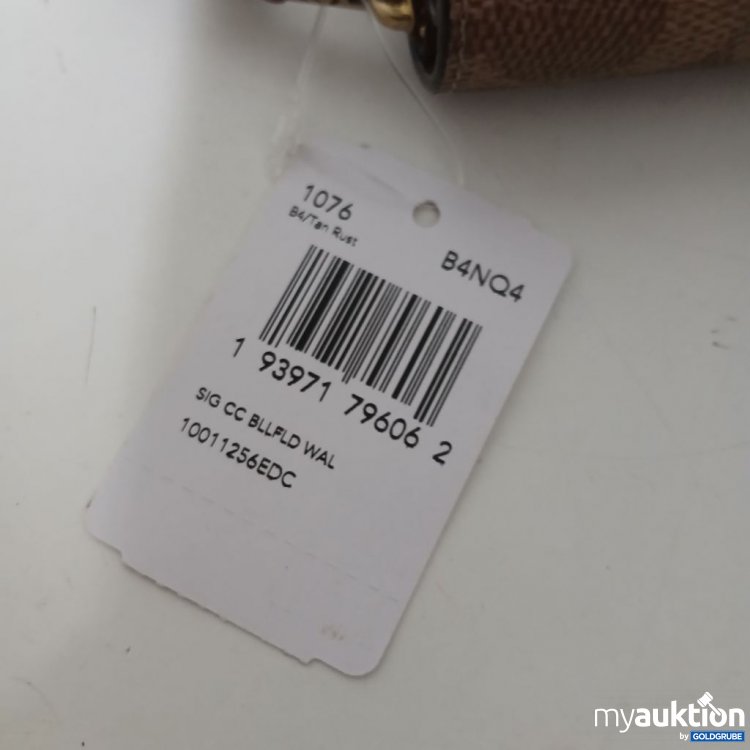 1076
B4/Tan Rust
B4NQ4
1 93971 79606 2
SIG CC BLLFLD WAL
10011256EDC
myauktion
by GOLDGRUBE